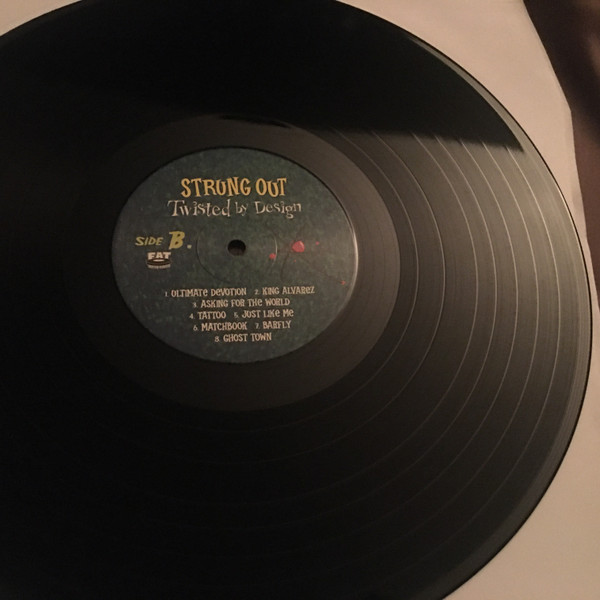 STRUNG OUT
Twisted by Design
SIDE B.
FAT
1. ULTIMATE DEVOTION 2. KING ALVAREZ
3. ASKING FOR THE WORLD
4. TATTOO 5. JUST LIKE ME
6. MATCHBOOK 7. BARFLY
8. GHOST TOWN